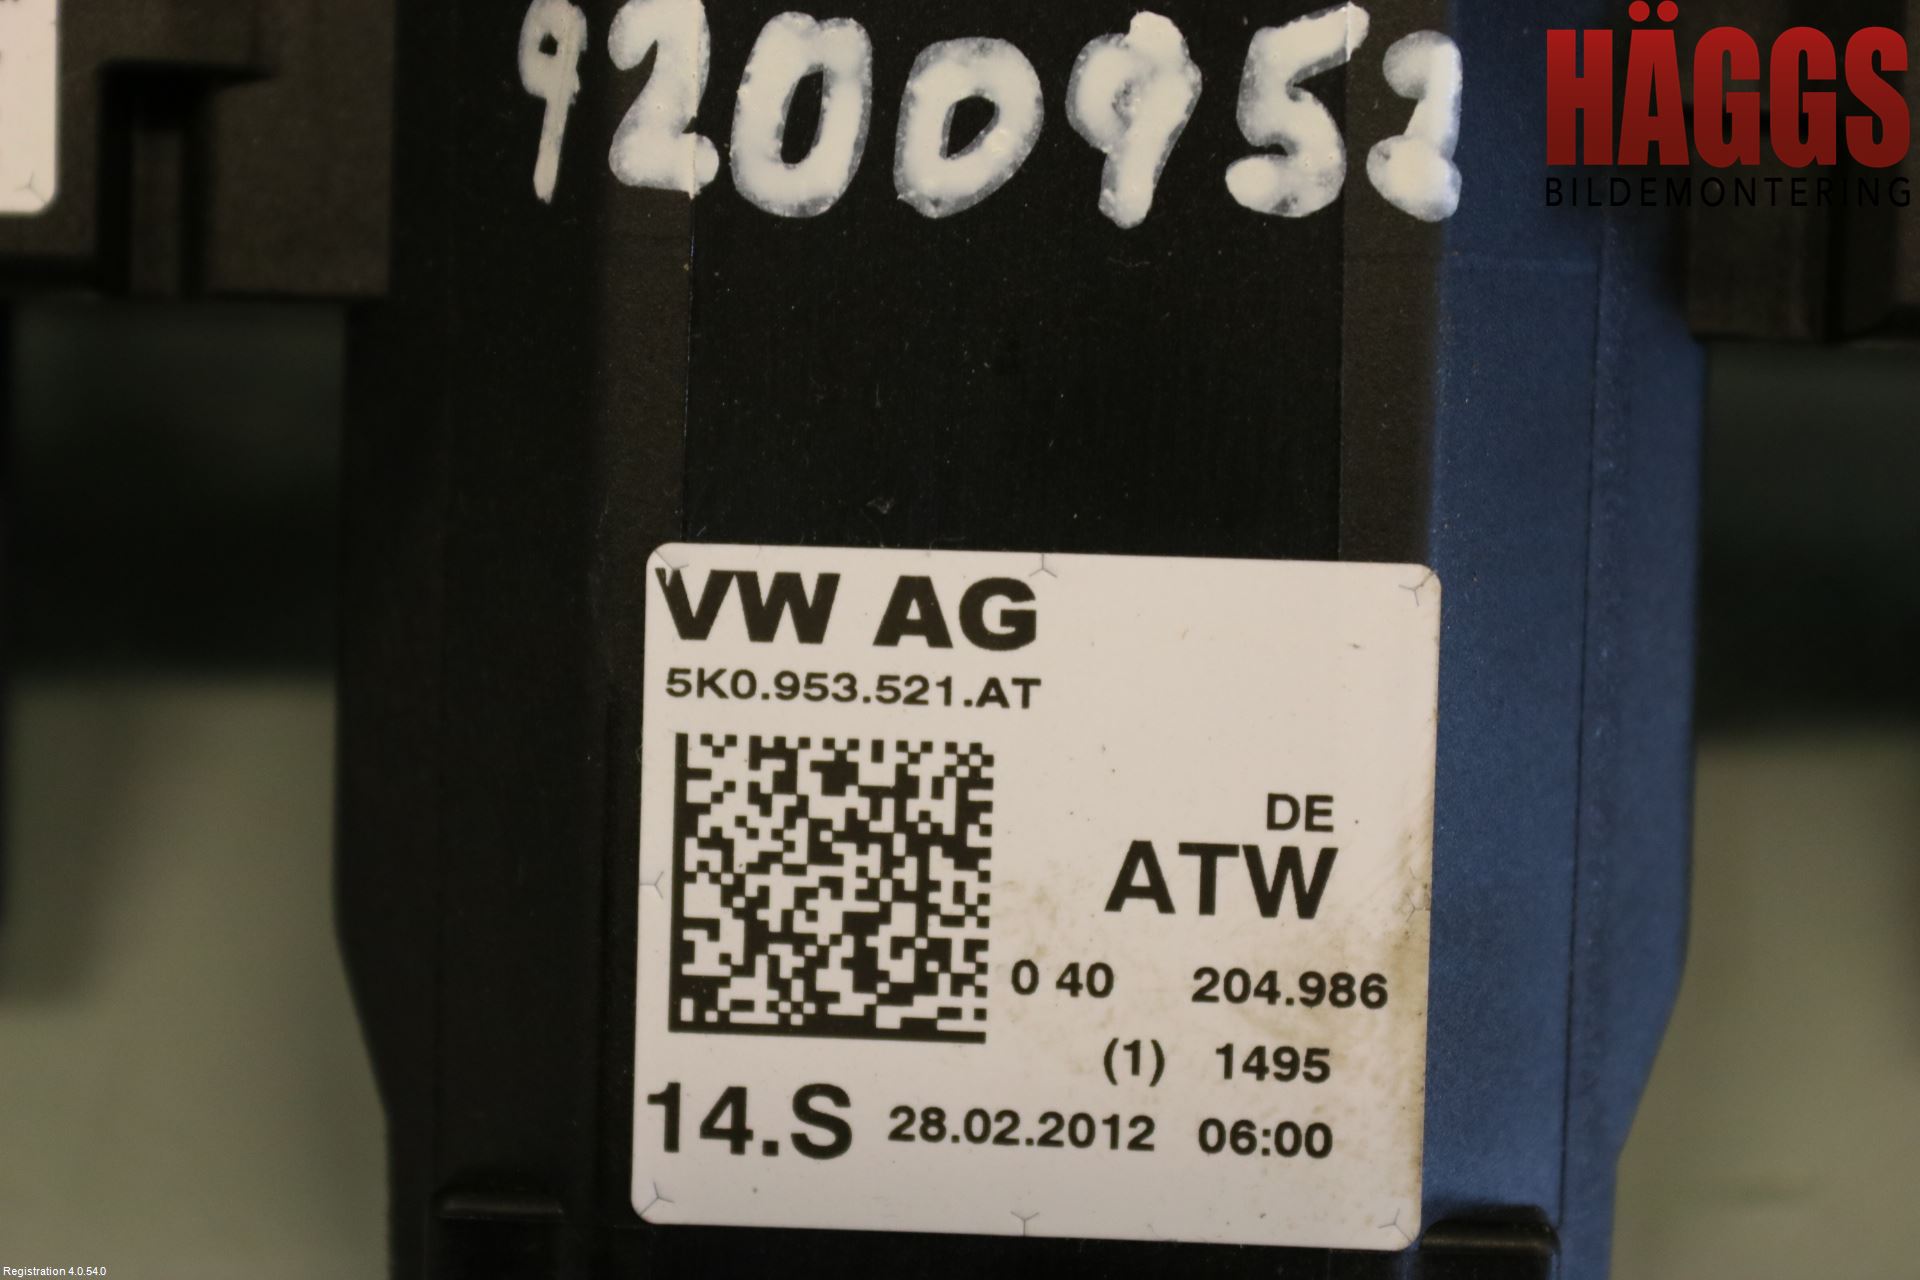 9200952
HÄGGS
BILDEMONTERING
VW AG
5K0.953.521.AT
DE
ATW
0 40 204.986
(1) 1495
14.S 28.02.2012 06:00
Registration 4.0.54.0